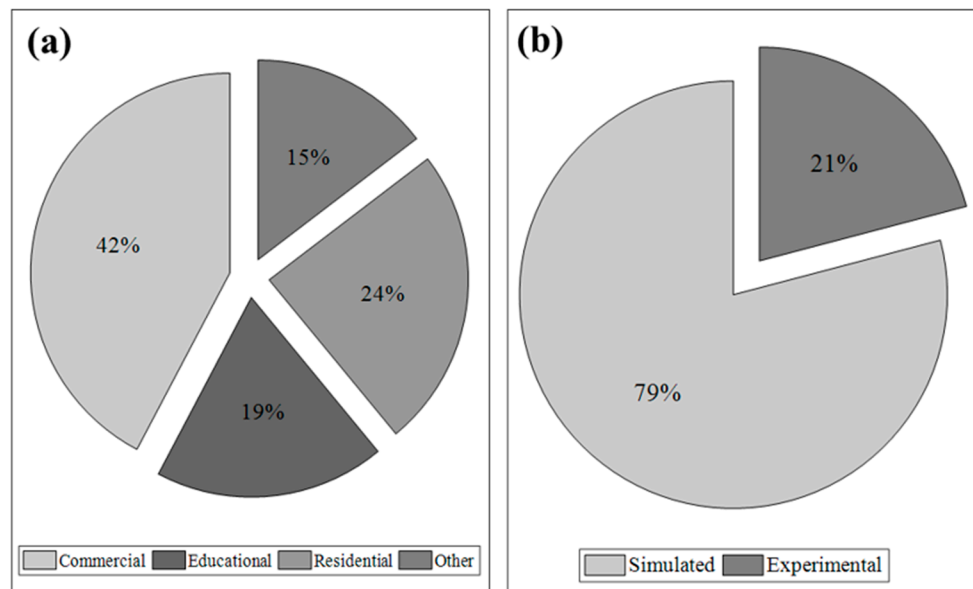 (a)
15%
42%
24%
19%
Commercial Educational Residential Other
(b)
21%
79%
Simulated Experimental